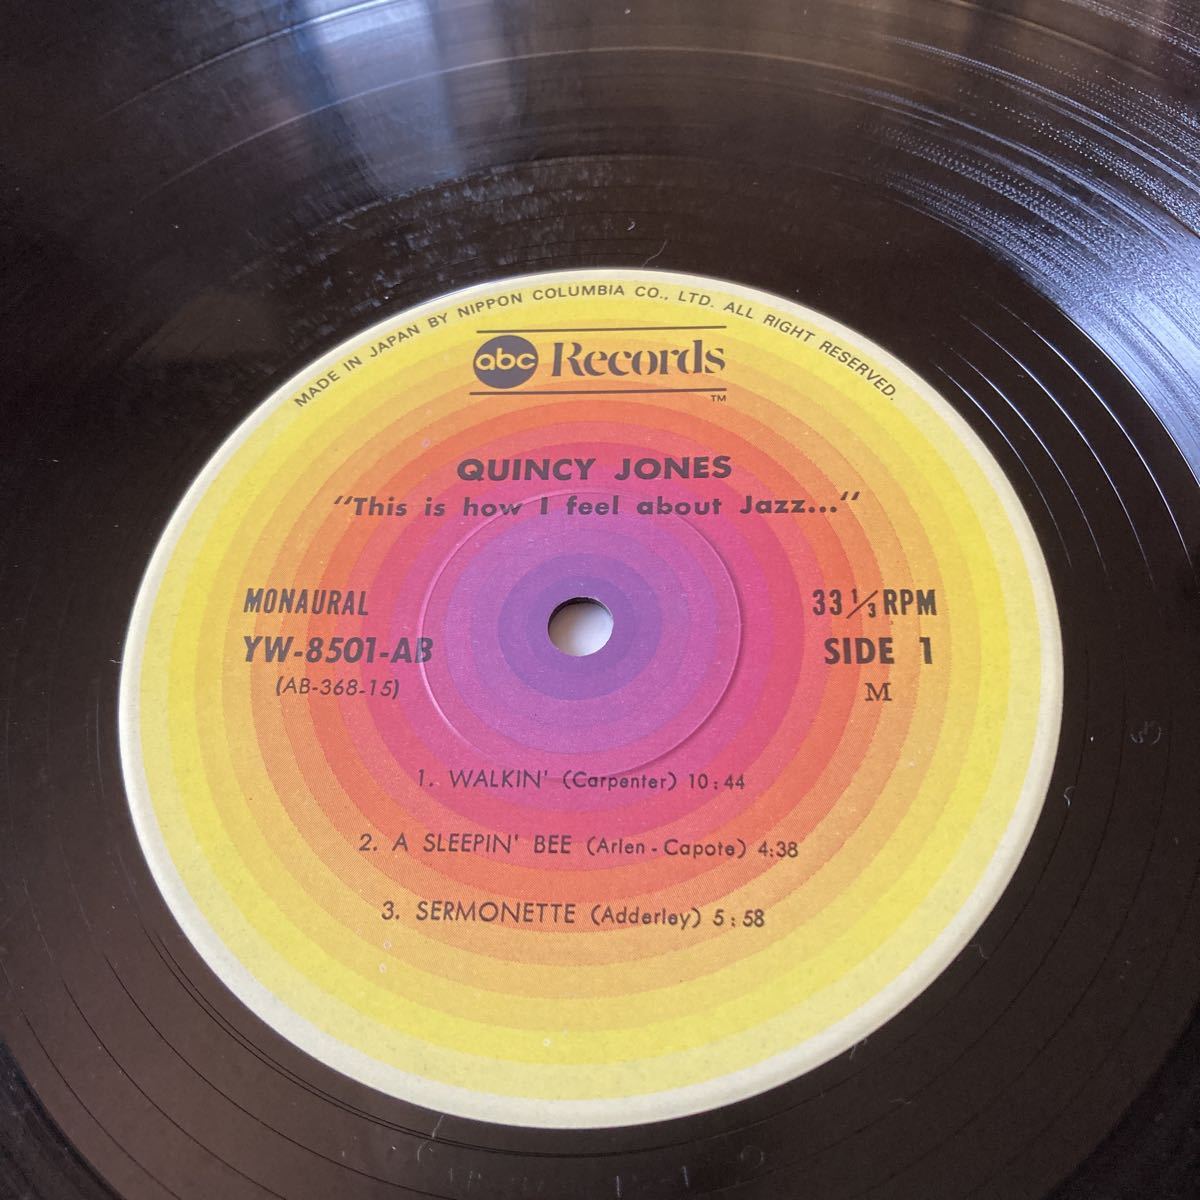 MADE IN JAPAN BY NIPPON COLUMBIA CO., LTD. ALL RIGHT RESERVED.
abc Records
TM
QUINCY JONES
"This is how I feel about Jazz..."
MONAURAL 33 1/3 RPM
YW-8501-AB SIDE 1
(AB-368-15) M
1. WALKIN' (Carpenter) 10:44
2. A SLEEPIN' BEE (Arlen-Capote) 4:38
3. SERMONETTE (Adderley) 5:58